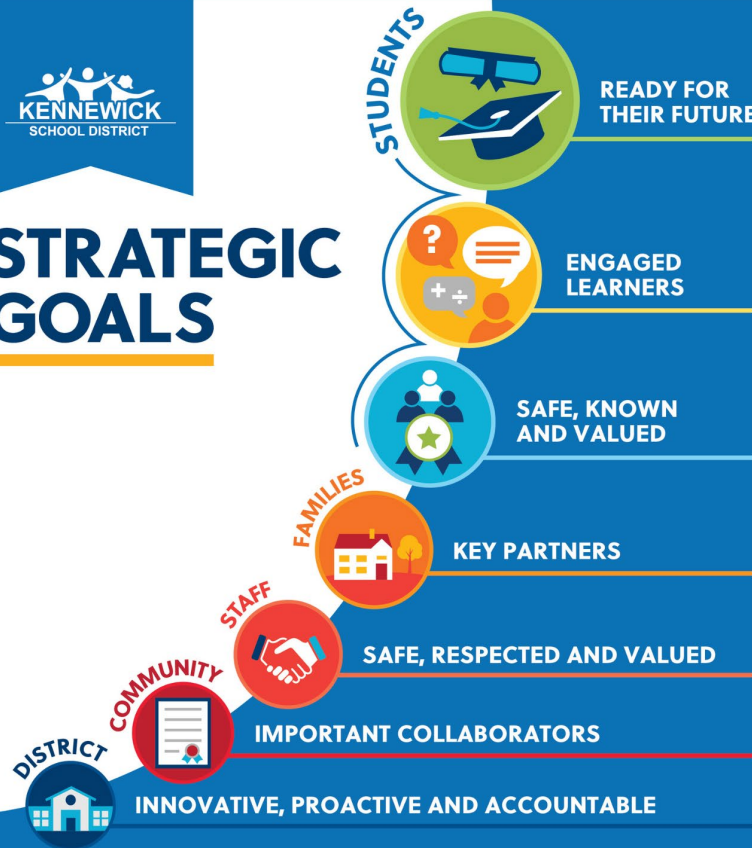 KENNEWICK
SCHOOL DISTRICT
STRATEGIC
GOALS
STUDENTS
READY FOR
THEIR FUTURE
ENGAGED
LEARNERS
SAFE, KNOWN
AND VALUED
FAMILIES
KEY PARTNERS
STAFF
SAFE, RESPECTED AND VALUED
COMMUNITY
IMPORTANT COLLABORATORS
DISTRICT
INNOVATIVE, PROACTIVE AND ACCOUNTABLE